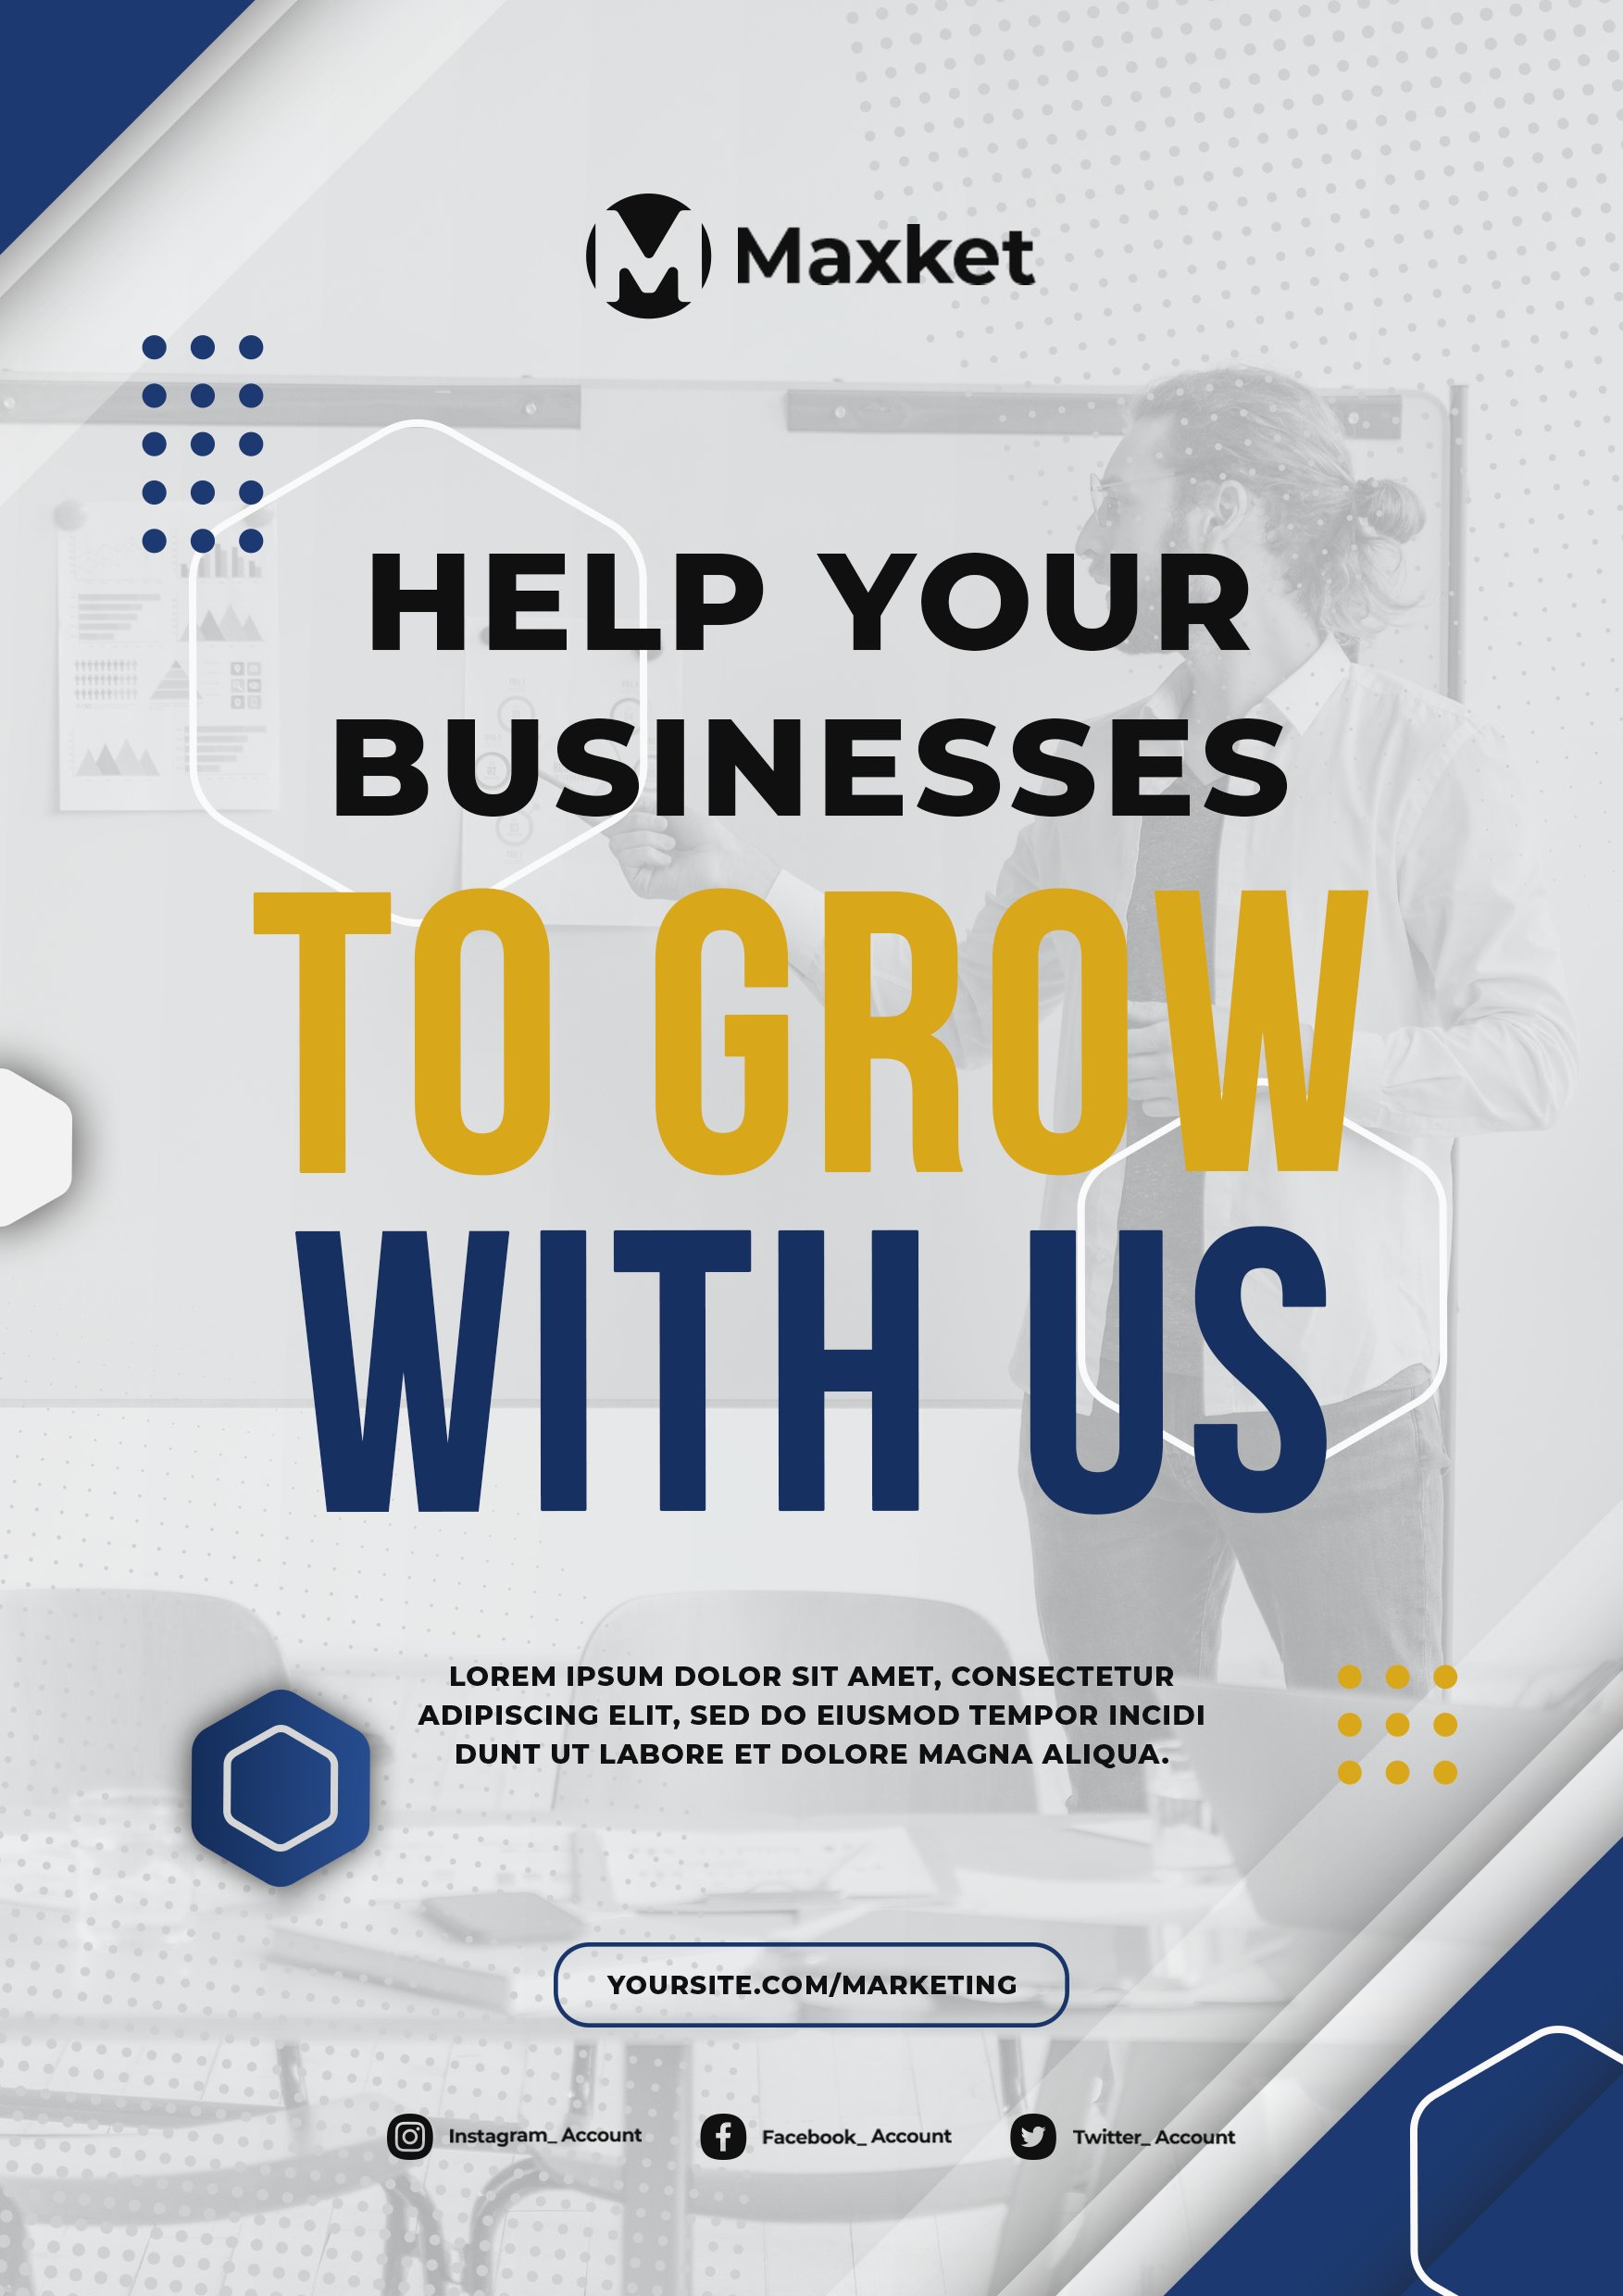 Maxket
HELP YOUR
BUSINESSES
TO GROW
WITH US
LOREM IPSUM DOLOR SIT AMET, CONSECTETUR
ADIPISCING ELIT, SED DO EIUSMOD TEMPOR INCIDI
DUNT UT LABORE ET DOLORE MAGNA ALIQUA.
YOURSITE.COM/MARKETING
Instagram_ Account Facebook_ Account Twitter_ Account